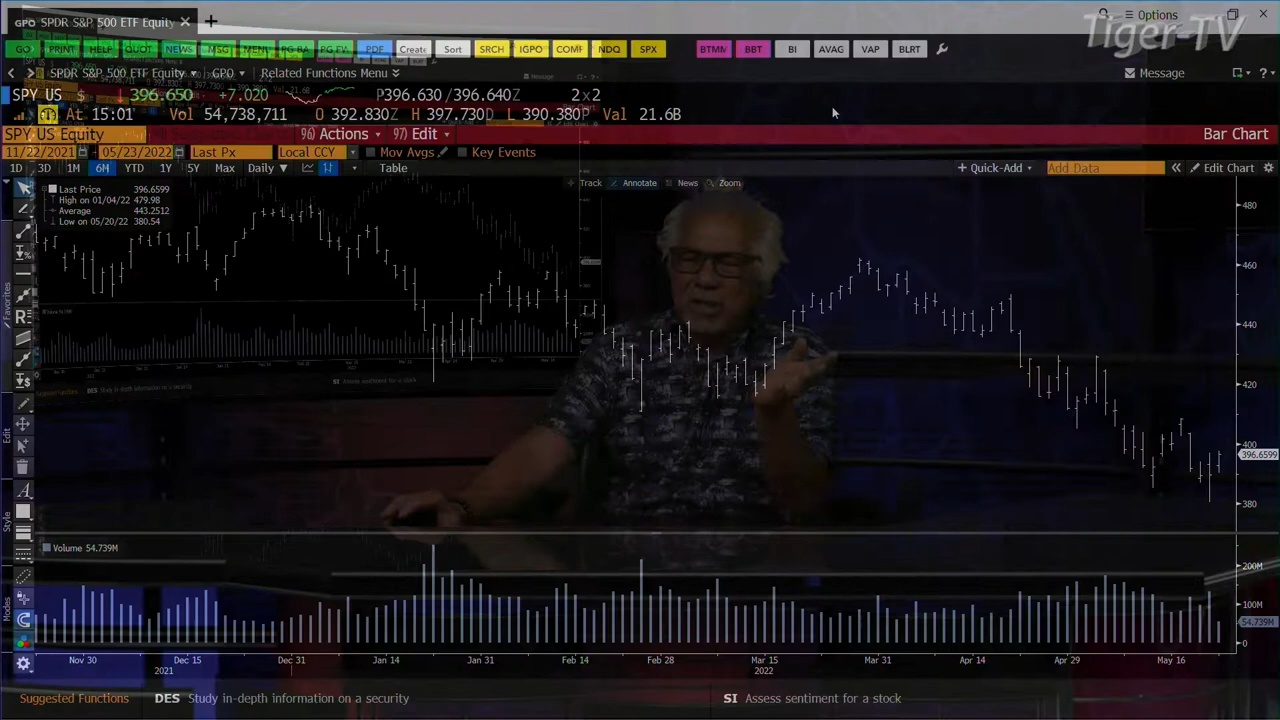 GPO SPDR S&P 500 ETF Equity
Options
Tiger-TV
GO PRINT HELP QUOT NEWS MSG MENU PG BA PDF Create Sort SRCH IGPO COMP NDQ SPX BTMN BBT BI AVAG VAP BLRT
SPDR S&P 500 ETF Equity GPO Related Functions Menu Message ?
SPY US $ ↓ 396.650 +7.020 P396.630 /396.640Z 2x2
At 15:01 Vol 54,738,711 O 392.830Z H 397.730D L 390.380P Val 21.6B
SPY US Equity 96) Actions 97) Edit Bar Chart
11/22/2021 05/23/2022 Last Px Local CCY Mov Avgs Key Events
1D 3D 1M 6M YTD 1Y 5Y Max Daily ▼ Table + Quick-Add Add Data Edit Chart
Track Annotate News Zoom
Last Price 396.6599
High on 01/04/22 479.98
Average 443.2512
Low on 05/20/22 380.54
480
460
440
420
400
396.6599
380
Favorites
Edit
Style
Modes
Volume 54.739M
200M
100M
54.739M
0
Nov 30 Dec 15 Dec 31 Jan 14 Jan 31 Feb 14 Feb 28 Mar 15 Mar 31 Apr 14 Apr 29 May 16
2021 2022
Suggested Functions DES Study in-depth information on a security SI Assess sentiment for a stock